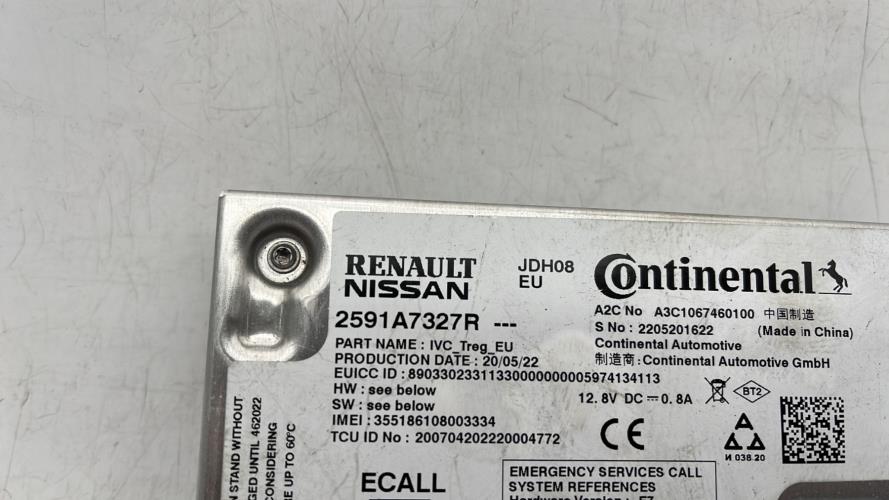 RENAULT
NISSAN
JDH08
EU
Continental
2591A7327R ---
A2C No A3C1067460100 中国制造
S No : 2205201622 (Made in China)
Continental Automotive
制造商: Continental Automotive GmbH
PART NAME : IVC_Treg_EU
PRODUCTION DATE : 20/05/22
EUICC ID : 89033023311330000000005974134113
HW : see below
SW : see below
12.8V DC 0.8A
BT2
IMEI : 355186108003334
TCU ID No : 200704202220004772
CE
И 038 20
ECALL
EMERGENCY SERVICES CALL
SYSTEM REFERENCES
STAND WITHOUT
UNTIL 462022
CONSIDERING
UP TO 60°C